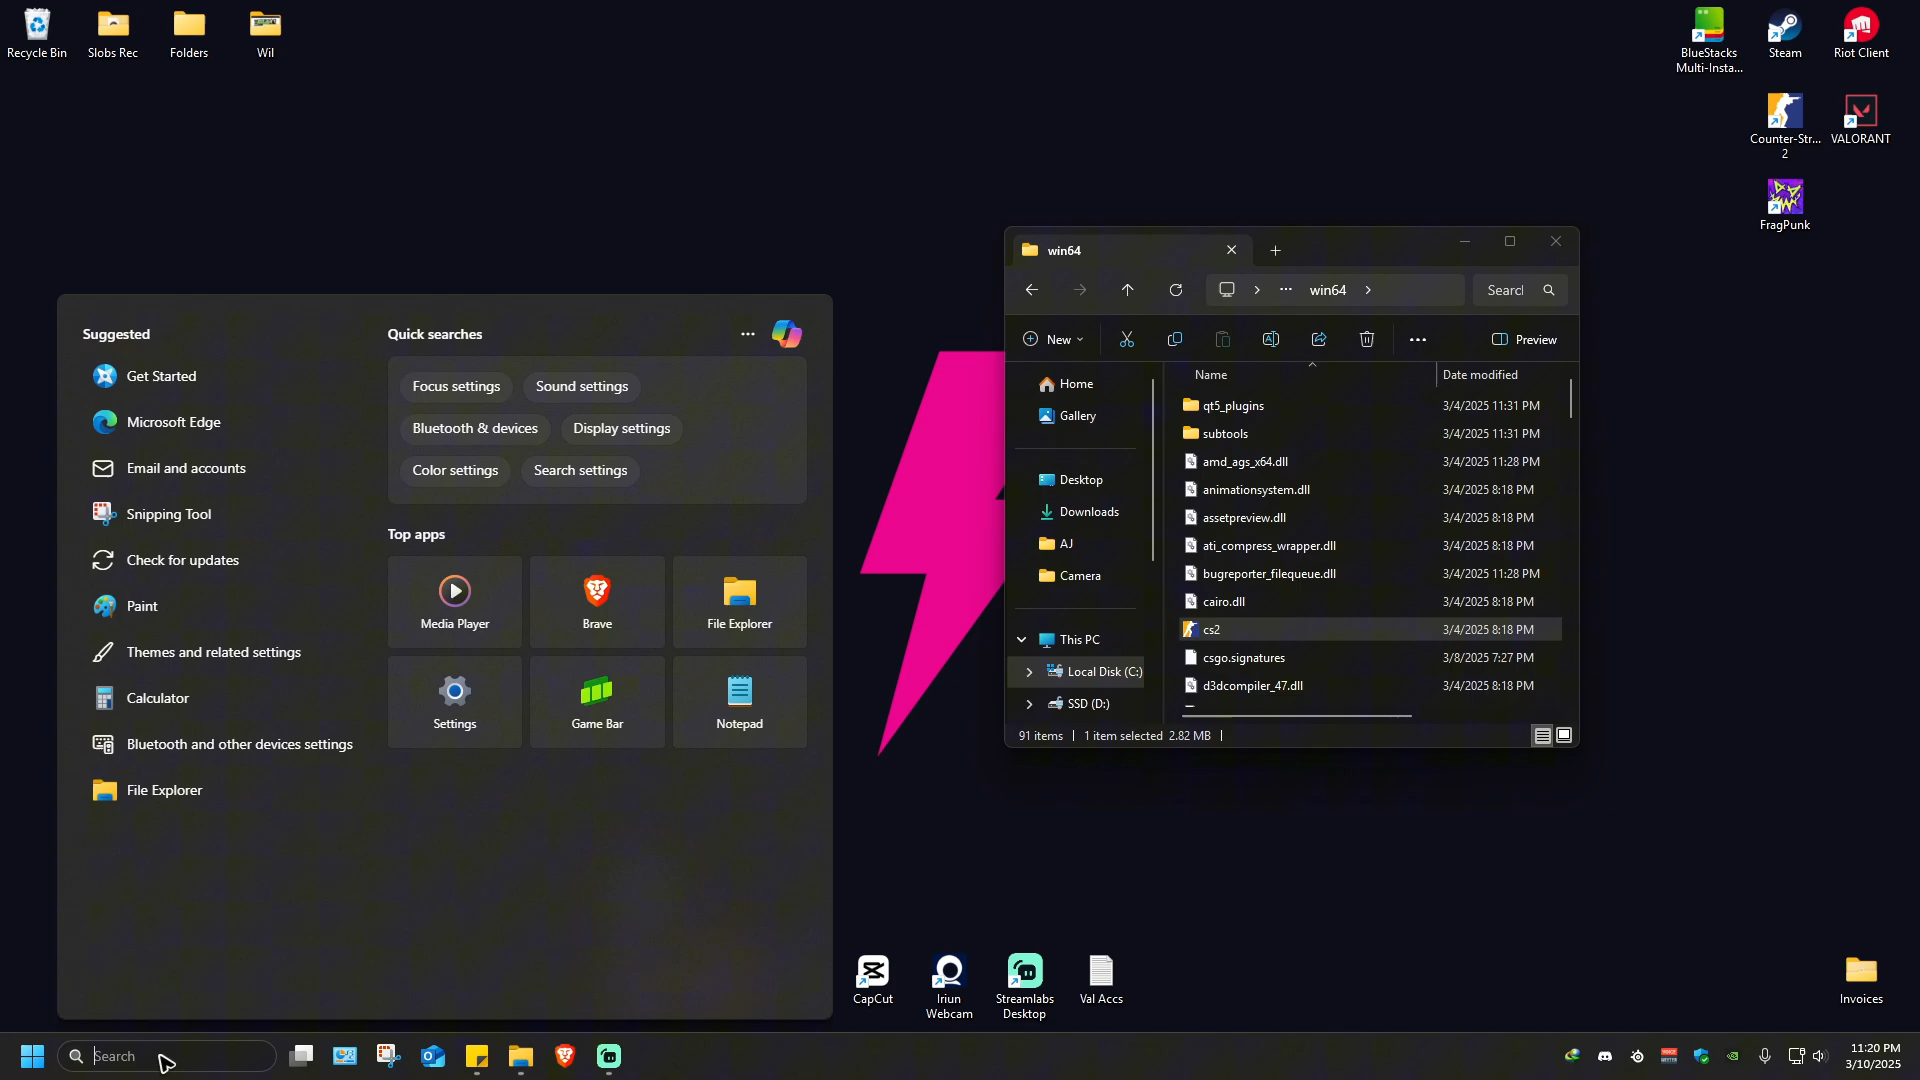 Recycle Bin
Slobs Rec
Folders
Wil
BlueStacks
Multi-Insta...
Steam
Riot Client
Counter-Str...
2
VALORANT
FragPunk
Suggested
Get Started
Microsoft Edge
Email and accounts
Snipping Tool
Check for updates
Paint
Themes and related settings
Calculator
Bluetooth and other devices settings
File Explorer
Quick searches
Focus settings
Sound settings
Bluetooth & devices
Display settings
Color settings
Search settings
Top apps
Media Player
Brave
File Explorer
Settings
Game Bar
Notepad
win64
win64
Search
New
Preview
Home
Gallery
Desktop
Downloads
AJ
Camera
This PC
Local Disk (C:)
SSD (D:)
Name Date modified
qt5_plugins 3/4/2025 11:31 PM
subtools 3/4/2025 11:31 PM
amd_ags_x64.dll 3/4/2025 11:28 PM
animationsystem.dll 3/4/2025 8:18 PM
assetpreview.dll 3/4/2025 8:18 PM
ati_compress_wrapper.dll 3/4/2025 8:18 PM
bugreporter_filequeue.dll 3/4/2025 11:28 PM
cairo.dll 3/4/2025 8:18 PM
cs2 3/4/2025 8:18 PM
csgo.signatures 3/8/2025 7:27 PM
d3dcompiler_47.dll 3/4/2025 8:18 PM
91 items 1 item selected 2.82 MB
CapCut
Iriun
Webcam
Streamlabs
Desktop
Val Accs
Invoices
Search
11:20 PM
3/10/2025